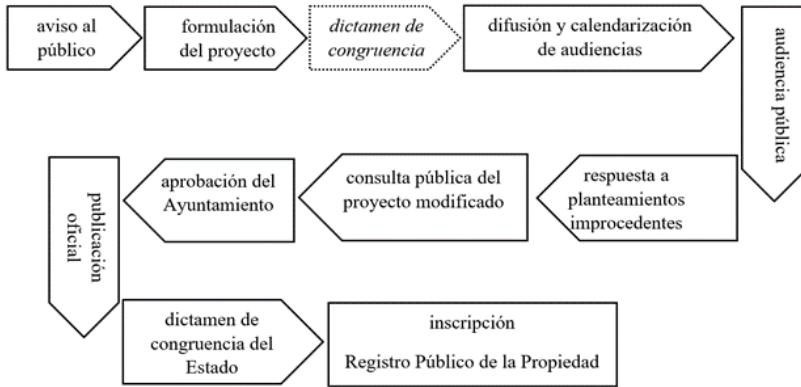 aviso al
público
formulación
del proyecto
dictamen de
congruencia
difusión y calendarización
de audiencias
audiencia pública
respuesta a
planteamientos
improcedentes
consulta pública del
proyecto modificado
aprobación del
Ayuntamiento
publicación
oficial
dictamen de
congruencia del
Estado
inscripción
Registro Público de la Propiedad